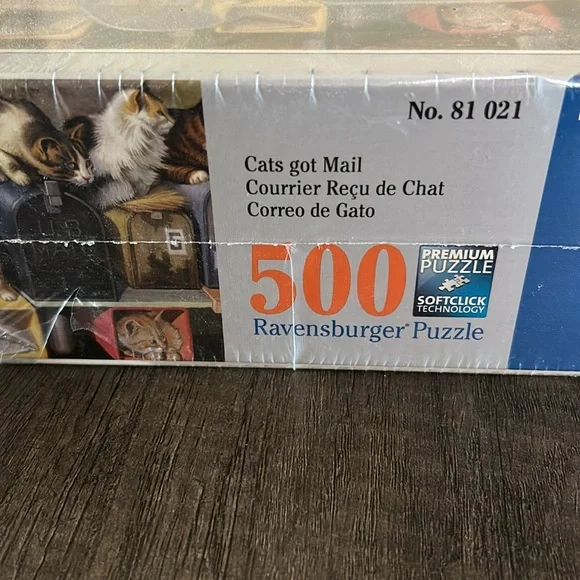 No. 81 021
Cats got Mail
Courrier Reçu de Chat
Correo de Gato
500
PREMIUM
PUZZLE
SOFTCLICK
TECHNOLOGY
Ravensburger® Puzzle